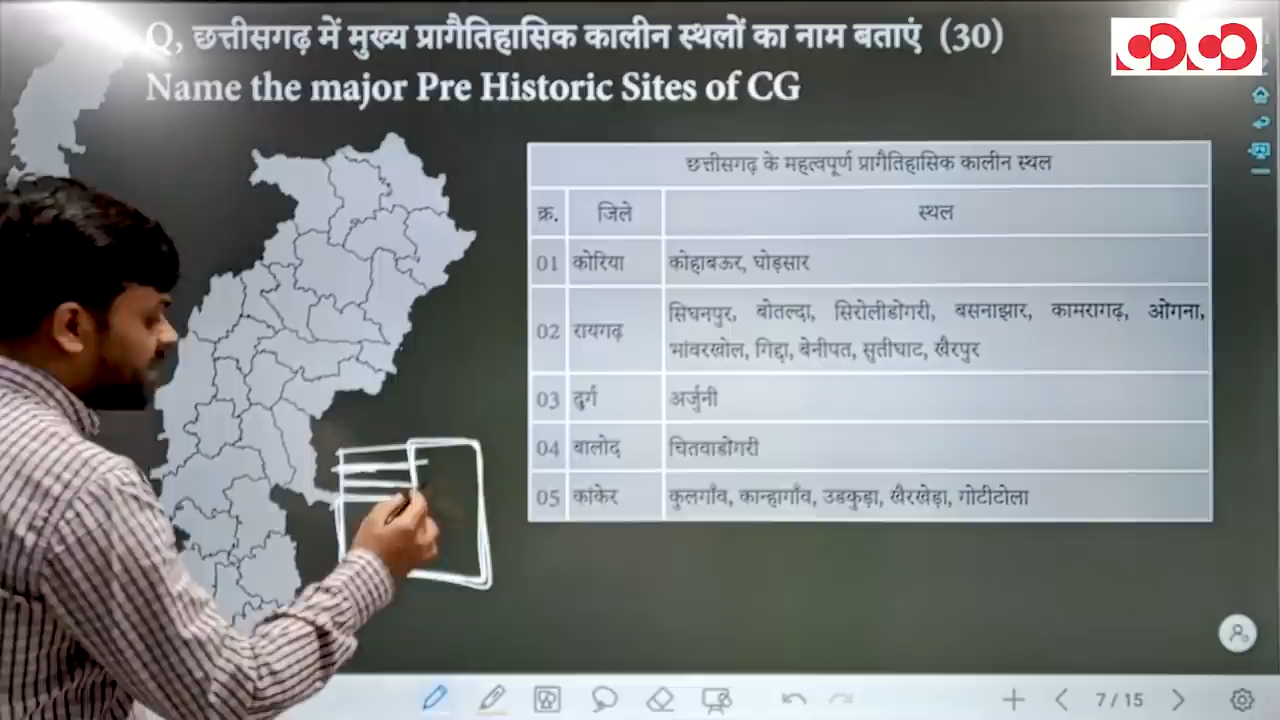 Q, छत्तीसगढ़ में मुख्य प्रागैतिहासिक कालीन स्थलों का नाम बताएं (30)
Name the major Pre Historic Sites of CG
छत्तीसगढ़ के महत्वपूर्ण प्रागैतिहासिक कालीन स्थल
क्र. जिले स्थल
01 कोरिया कोहाबऊर, घोड़सार
02 रायगढ़ सिघनपुर, बोतल्दा, सिरोलीडोंगरी, बसनाझार, कामरागढ़, ओंगना,
भांवरखोल, गिद्दा, बेनीपत, सुतीघाट, खैरपुर
03 दुर्ग अर्जुनी
04 बालोद चितवाडोंगरी
05 कांकेर कुलगाँव, कान्हागाँव, उडकुड़ा, खैरखेड़ा, गोटीटोला
7 / 15